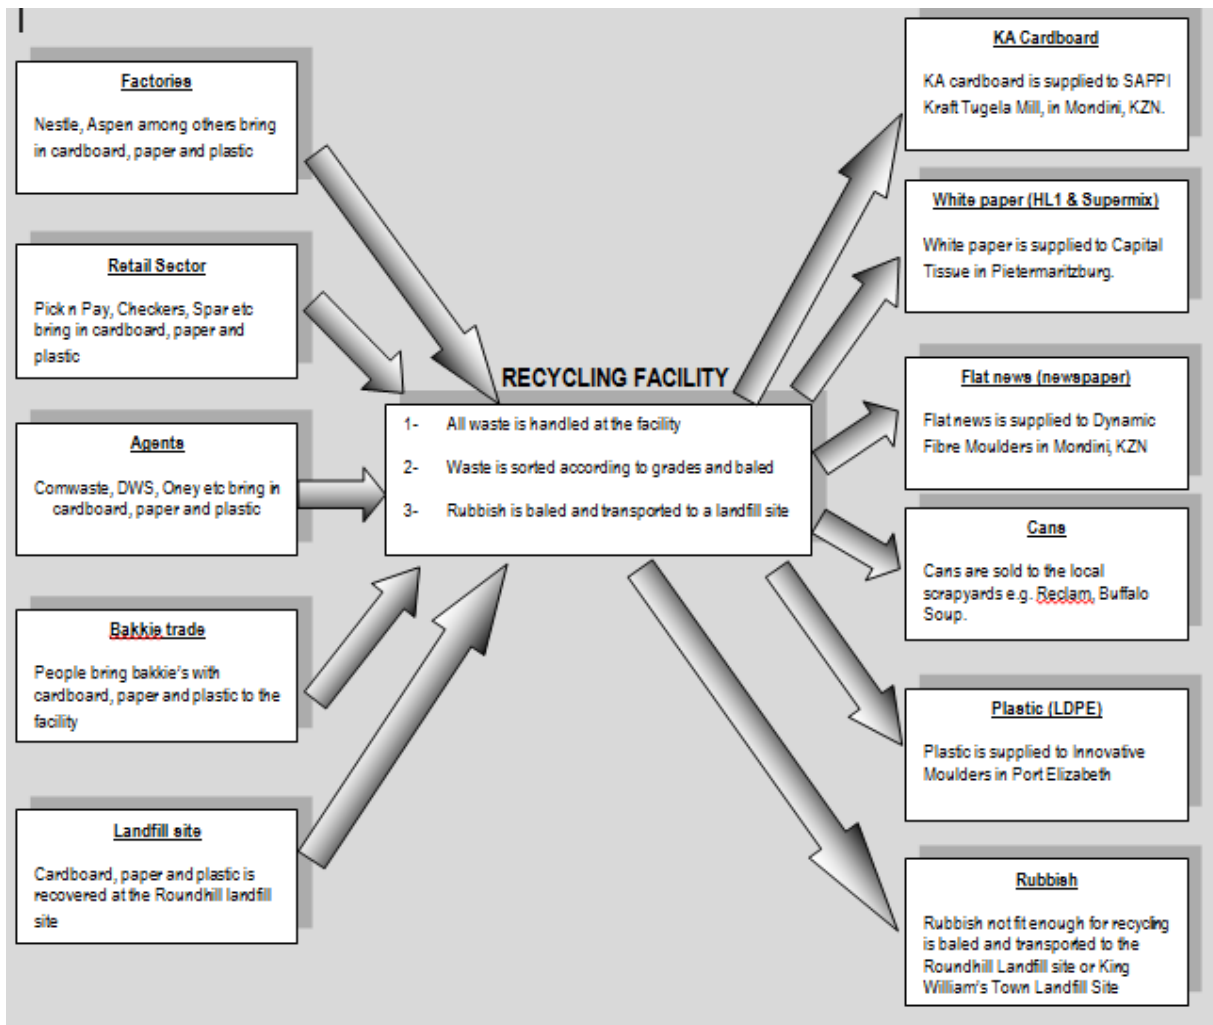 Factories
Nestle, Aspen among others bring
in cardboard, paper and plastic
Retail Sector
Pick n Pay, Checkers, Spar etc
bring in cardboard, paper and
plastic
Agents
Comwaste, DWS, Oney etc bring in
cardboard, paper and plastic
Bakkie trade
People bring bakkie's with
cardboard, paper and plastic to the
facility
Landfill site
Cardboard, paper and plastic is
recovered at the Roundhill landfill
site
RECYCLING FACILITY
1- All waste is handled at the facility
2- Waste is sorted according to grades and baled
3- Rubbish is baled and transported to a landfill site
KA Cardboard
KA cardboard is supplied to SAPPI
Kraft Tugela Mill, in Mondini, KZN.
White paper (HL1 & Supermix)
White paper is supplied to Capital
Tissue in Pietermaritzburg.
Flat news (newspaper)
Flat news is supplied to Dynamic
Fibre Moulders in Mondini, KZN
Cans
Cans are sold to the local
scrapyards e.g. Reclam, Buffalo
Soup.
Plastic (LDPE)
Plastic is supplied to Innovative
Moulders in Port Elizabeth
Rubbish
Rubbish not fit enough for recycling
is baled and transported to the
Roundhill Landfill site or King
William's Town Landfill Site